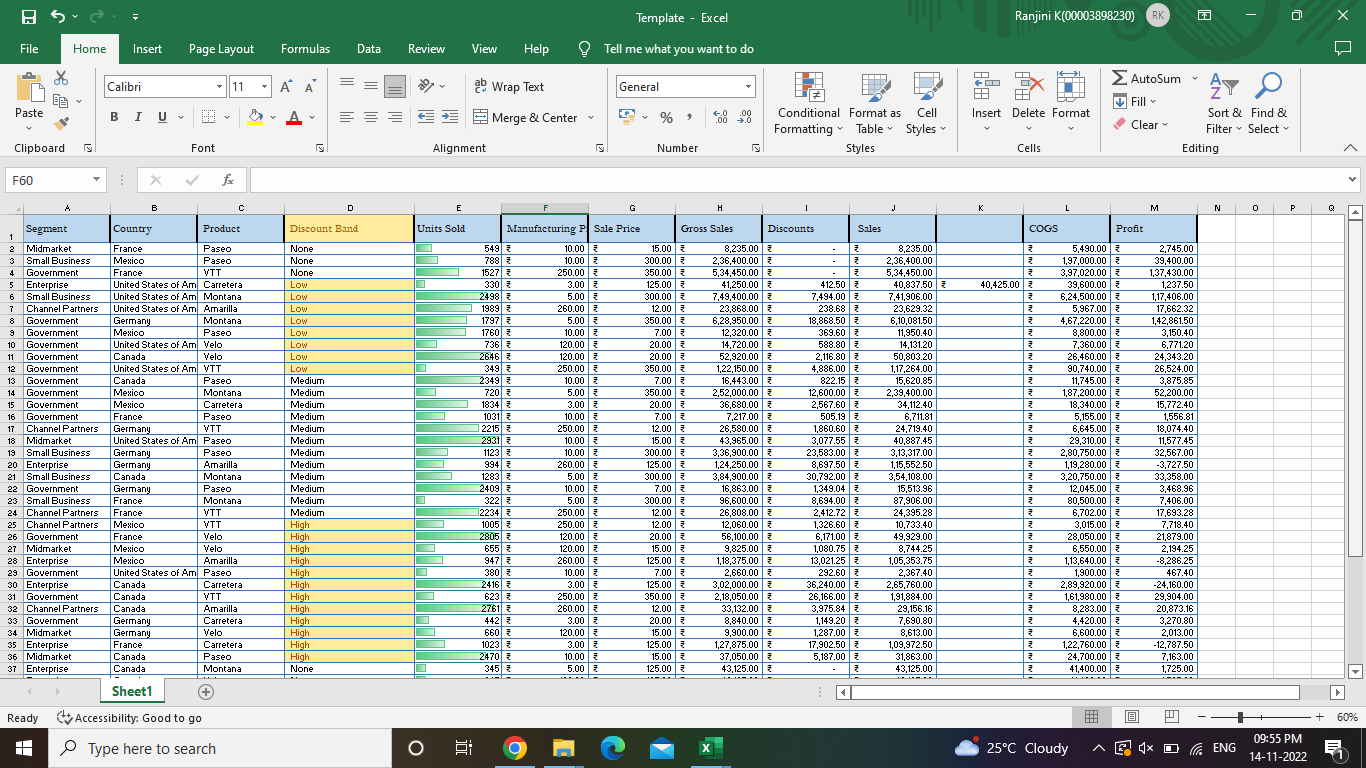 Template - Excel
Ranjini K(00003898230) RK
File Home Insert Page Layout Formulas Data Review View Help Tell me what you want to do
Calibri 11 Wrap Text General AutoSum
Paste B I U Merge & Center % Conditional Formatting Format as Table Cell Styles Insert Delete Format Fill Clear Sort & Filter Find & Select
Clipboard Font Alignment Number Styles Cells Editing
F60 fx
A B C D E F G H I J K L M N O P Q
1 Segment Country Product Discount Band Units Sold Manufacturing P Sale Price Gross Sales Discounts Sales COGS Profit
2 Midmarket France Paseo None 549 ₹ 10.00 ₹ 15.00 ₹ 8,235.00 ₹ - ₹ 8,235.00 ₹ 5,490.00 ₹ 2,745.00
3 Small Business Mexico Paseo None 788 ₹ 10.00 ₹ 300.00 ₹ 2,36,400.00 ₹ - ₹ 2,36,400.00 ₹ 1,97,000.00 ₹ 39,400.00
4 Government France VTT None 1527 ₹ 250.00 ₹ 350.00 ₹ 5,34,450.00 ₹ - ₹ 5,34,450.00 ₹ 3,97,020.00 ₹ 1,37,430.00
5 Enterprise United States of Am Carretera Low 330 ₹ 3.00 ₹ 125.00 ₹ 41,250.00 ₹ 412.50 ₹ 40,837.50 ₹ 40,425.00 ₹ 39,600.00 ₹ 1,237.50
6 Small Business United States of Am Montana Low 2498 ₹ 5.00 ₹ 300.00 ₹ 7,49,400.00 ₹ 7,494.00 ₹ 7,41,906.00 ₹ 6,24,500.00 ₹ 1,17,406.00
7 Channel Partners United States of Am Amarilla Low 1989 ₹ 260.00 ₹ 12.00 ₹ 23,868.00 ₹ 238.68 ₹ 23,629.32 ₹ 5,967.00 ₹ 17,662.32
8 Government Germany Montana Low 1797 ₹ 5.00 ₹ 350.00 ₹ 6,28,950.00 ₹ 18,868.50 ₹ 6,10,081.50 ₹ 4,67,220.00 ₹ 1,42,861.50
9 Government Mexico Paseo Low 1760 ₹ 10.00 ₹ 7.00 ₹ 12,320.00 ₹ 369.60 ₹ 11,950.40 ₹ 8,800.00 ₹ 3,150.40
10 Government United States of Am Velo Low 736 ₹ 120.00 ₹ 20.00 ₹ 14,720.00 ₹ 588.80 ₹ 14,131.20 ₹ 7,360.00 ₹ 6,771.20
11 Government Canada Velo Low 2646 ₹ 120.00 ₹ 20.00 ₹ 52,920.00 ₹ 2,116.80 ₹ 50,803.20 ₹ 26,460.00 ₹ 24,343.20
12 Government United States of Am VTT Low 349 ₹ 250.00 ₹ 350.00 ₹ 1,22,150.00 ₹ 4,886.00 ₹ 1,17,264.00 ₹ 90,740.00 ₹ 26,524.00
13 Government Canada Paseo Medium 2349 ₹ 10.00 ₹ 7.00 ₹ 16,443.00 ₹ 822.15 ₹ 15,620.85 ₹ 11,745.00 ₹ 3,875.85
14 Government Mexico Montana Medium 720 ₹ 5.00 ₹ 350.00 ₹ 2,52,000.00 ₹ 12,600.00 ₹ 2,39,400.00 ₹ 1,87,200.00 ₹ 52,200.00
15 Government Mexico Carretera Medium 1834 ₹ 3.00 ₹ 20.00 ₹ 36,680.00 ₹ 2,567.60 ₹ 34,112.40 ₹ 18,340.00 ₹ 15,772.40
16 Government France Paseo Medium 1031 ₹ 10.00 ₹ 7.00 ₹ 7,217.00 ₹ 505.19 ₹ 6,711.81 ₹ 5,155.00 ₹ 1,556.81
17 Channel Partners Germany VTT Medium 2215 ₹ 250.00 ₹ 12.00 ₹ 26,580.00 ₹ 1,860.60 ₹ 24,719.40 ₹ 6,645.00 ₹ 18,074.40
18 Midmarket United States of Am Paseo Medium 2931 ₹ 10.00 ₹ 15.00 ₹ 43,965.00 ₹ 3,077.55 ₹ 40,887.45 ₹ 29,310.00 ₹ 11,577.45
19 Small Business Germany Paseo Medium 1123 ₹ 10.00 ₹ 300.00 ₹ 3,36,900.00 ₹ 23,583.00 ₹ 3,13,317.00 ₹ 2,80,750.00 ₹ 32,567.00
20 Enterprise Germany Amarilla Medium 994 ₹ 260.00 ₹ 125.00 ₹ 1,24,250.00 ₹ 8,697.50 ₹ 1,15,552.50 ₹ 1,19,280.00 ₹ -3,727.50
21 Small Business Canada Montana Medium 1283 ₹ 5.00 ₹ 300.00 ₹ 3,84,900.00 ₹ 30,792.00 ₹ 3,54,108.00 ₹ 3,20,750.00 ₹ 33,358.00
22 Government Germany Paseo Medium 2409 ₹ 10.00 ₹ 7.00 ₹ 16,863.00 ₹ 1,349.04 ₹ 15,513.96 ₹ 12,045.00 ₹ 3,468.96
23 Small Business France Montana Medium 322 ₹ 5.00 ₹ 300.00 ₹ 96,600.00 ₹ 8,694.00 ₹ 87,906.00 ₹ 80,500.00 ₹ 7,406.00
24 Channel Partners France VTT Medium 2234 ₹ 250.00 ₹ 12.00 ₹ 26,808.00 ₹ 2,412.72 ₹ 24,395.28 ₹ 6,702.00 ₹ 17,693.28
25 Channel Partners Mexico VTT High 1005 ₹ 250.00 ₹ 12.00 ₹ 12,060.00 ₹ 1,326.60 ₹ 10,733.40 ₹ 3,015.00 ₹ 7,718.40
26 Government France Velo High 2805 ₹ 120.00 ₹ 20.00 ₹ 56,100.00 ₹ 6,171.00 ₹ 49,929.00 ₹ 28,050.00 ₹ 21,879.00
27 Midmarket Mexico Velo High 655 ₹ 120.00 ₹ 15.00 ₹ 9,825.00 ₹ 1,080.75 ₹ 8,744.25 ₹ 6,550.00 ₹ 2,194.25
28 Enterprise Mexico Amarilla High 947 ₹ 260.00 ₹ 125.00 ₹ 1,18,375.00 ₹ 13,021.25 ₹ 1,05,353.75 ₹ 1,13,640.00 ₹ -8,286.25
29 Government United States of Am Paseo High 380 ₹ 10.00 ₹ 7.00 ₹ 2,660.00 ₹ 292.60 ₹ 2,367.40 ₹ 1,900.00 ₹ 467.40
30 Enterprise Canada Carretera High 2416 ₹ 3.00 ₹ 125.00 ₹ 3,02,000.00 ₹ 36,240.00 ₹ 2,65,760.00 ₹ 2,89,920.00 ₹ -24,160.00
31 Government Canada VTT High 623 ₹ 250.00 ₹ 350.00 ₹ 2,18,050.00 ₹ 26,166.00 ₹ 1,91,884.00 ₹ 1,61,980.00 ₹ 29,904.00
32 Channel Partners Canada Amarilla High 2761 ₹ 260.00 ₹ 12.00 ₹ 33,132.00 ₹ 3,975.84 ₹ 29,156.16 ₹ 8,283.00 ₹ 20,873.16
33 Government Germany Carretera High 442 ₹ 3.00 ₹ 20.00 ₹ 8,840.00 ₹ 1,149.20 ₹ 7,690.80 ₹ 4,420.00 ₹ 3,270.80
34 Midmarket Germany Velo High 660 ₹ 120.00 ₹ 15.00 ₹ 9,900.00 ₹ 1,287.00 ₹ 8,613.00 ₹ 6,600.00 ₹ 2,013.00
35 Enterprise France Carretera High 1023 ₹ 3.00 ₹ 125.00 ₹ 1,27,875.00 ₹ 17,902.50 ₹ 1,09,972.50 ₹ 1,22,760.00 ₹ -12,787.50
36 Midmarket Canada Paseo High 2470 ₹ 10.00 ₹ 15.00 ₹ 37,050.00 ₹ 5,187.00 ₹ 31,863.00 ₹ 24,700.00 ₹ 7,163.00
37 Enterprise Canada Montana None 345 ₹ 5.00 ₹ 125.00 ₹ 43,125.00 ₹ - ₹ 43,125.00 ₹ 41,400.00 ₹ 1,725.00
Sheet1
Ready Accessibility: Good to go 60%
Type here to search 25°C Cloudy ENG 09:55 PM
14-11-2022 1